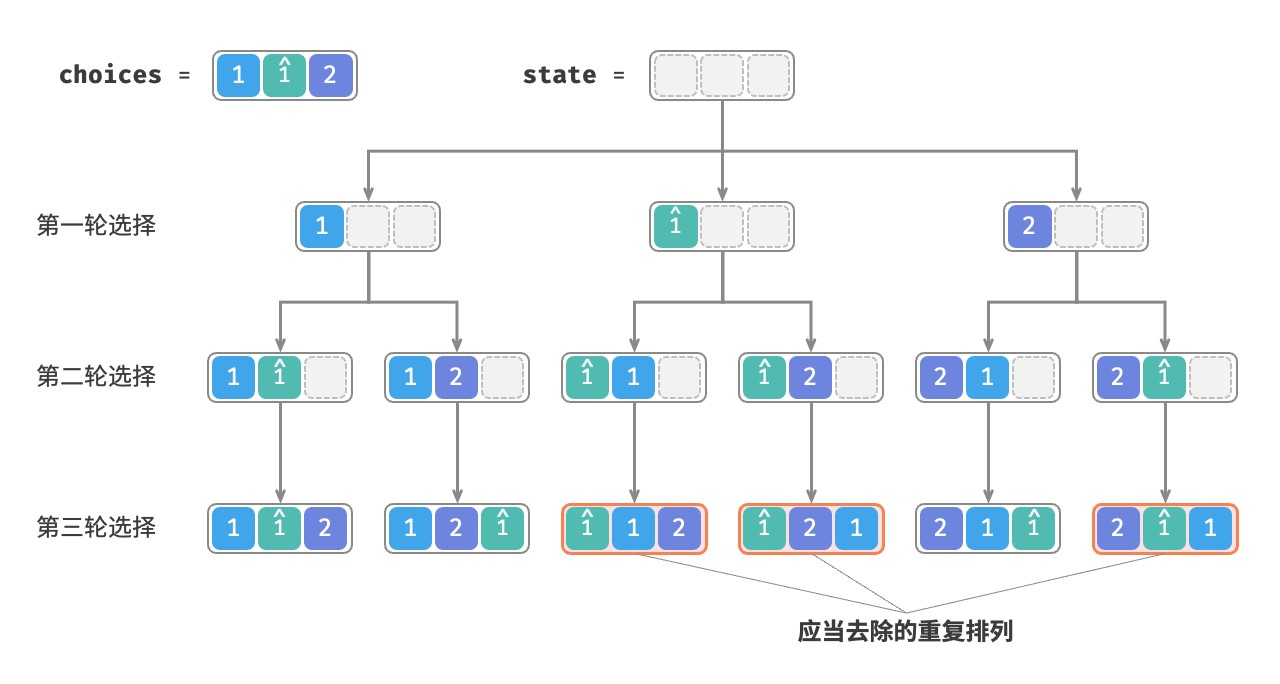 choices = 1 1̂ 2
state =
第一轮选择 1 1̂ 2
第二轮选择 1 1̂ 1 2 1̂ 1 1̂ 2 2 1 2 1̂
第三轮选择 1 1̂ 2 1 2 1̂ 1̂ 1 2 1̂ 2 1 2 1 1̂ 2 1̂ 1
应当去除的重复排列